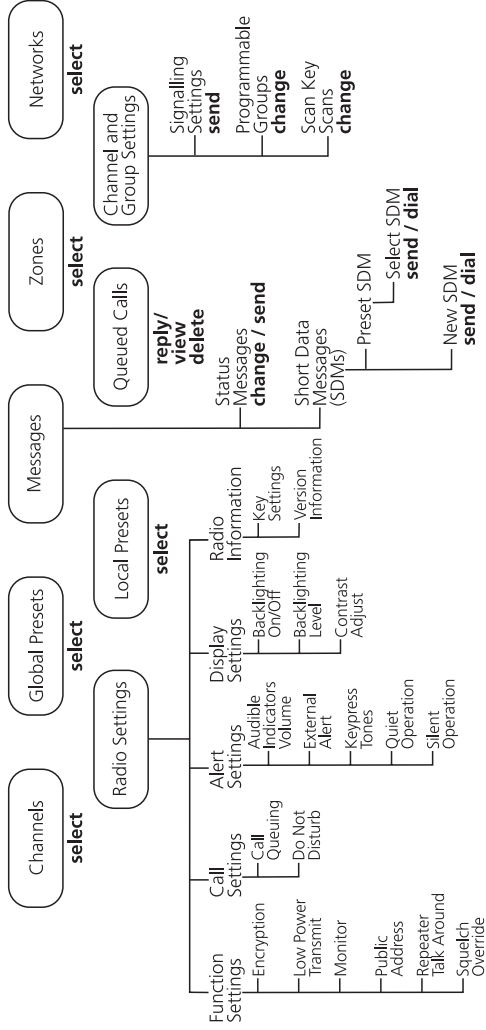 Channels
select
Global Presets
select
Messages
Zones
select
Networks
select
Radio Settings
Local Presets
select
Queued Calls
reply/
view
delete
Channel and
Group Settings
Function
Settings
Encryption
Low Power
Transmit
Monitor
Public
Address
Repeater
Talk Around
Squelch
Override
Call
Settings
Call
Queuing
Do Not
Disturb
Alert
Settings
Audible
Indicators
Volume
External
Alert
Keypress
Tones
Quiet
Operation
Silent
Operation
Display
Settings
Backlighting
On/Off
Backlighting
Level
Contrast
Adjust
Radio
Information
Key
Settings
Version
Information
Status
Messages
change / send
Short Data
Messages
(SDMs)
Preset SDM
Select SDM
send / dial
New SDM
send / dial
Signalling
Settings
send
Programmable
Groups
change
Scan Key
Scans
change